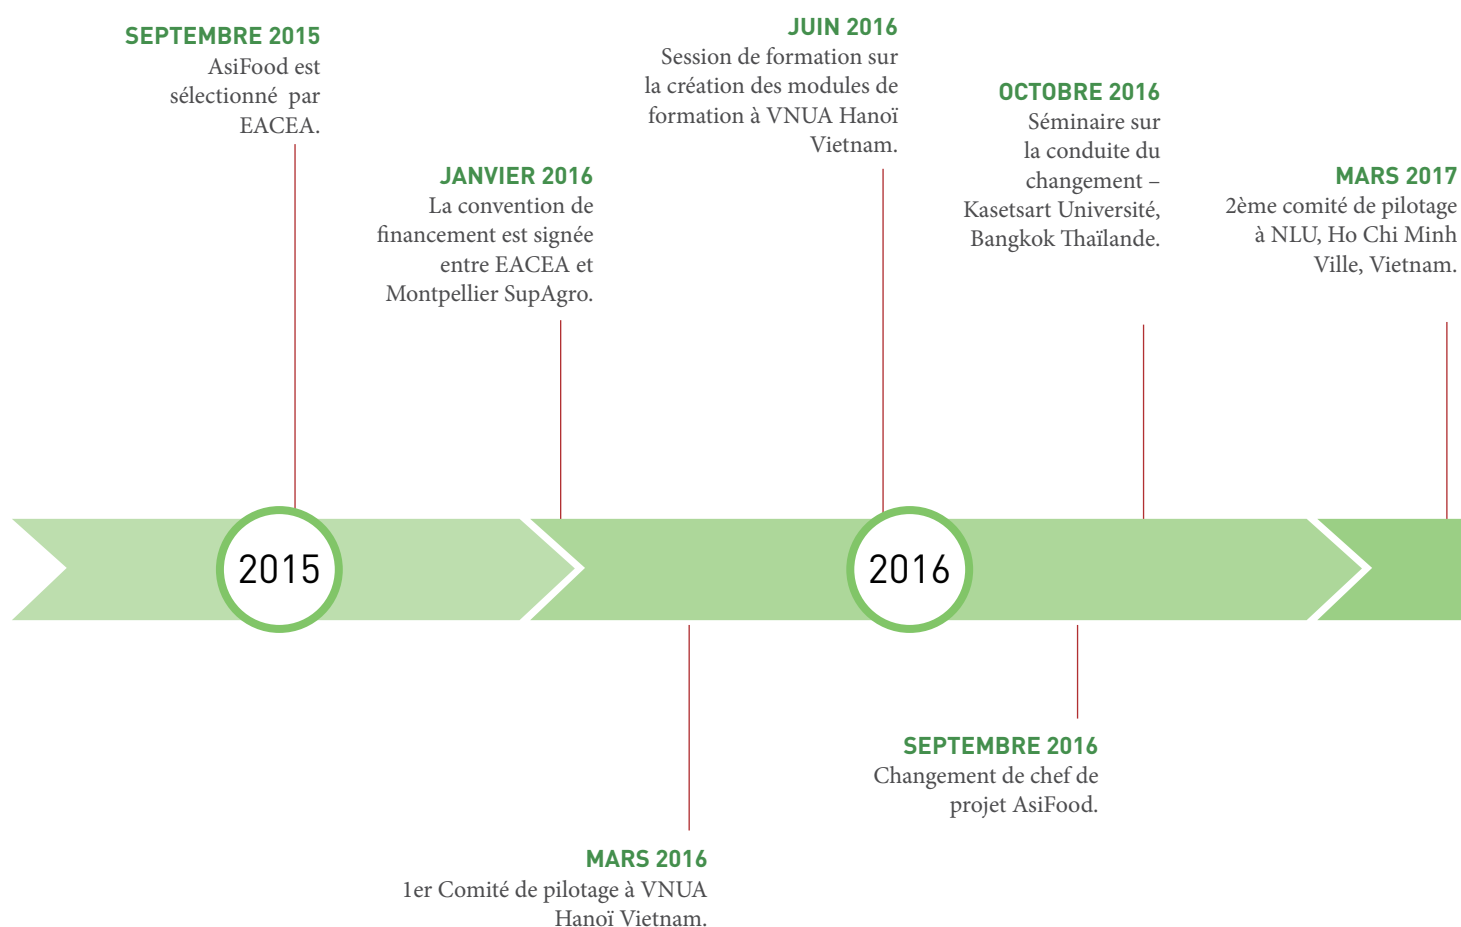 SEPTEMBRE 2015
AsiFood est
sélectionné par
EACEA.
JANVIER 2016
La convention de
financement est signée
entre EACEA et
Montpellier SupAgro.
JUIN 2016
Session de formation sur
la création des modules de
formation à VNUA Hanoï
Vietnam.
OCTOBRE 2016
Séminaire sur
la conduite du
changement –
Kasetsart Université,
Bangkok Thaïlande.
MARS 2017
2ème comité de pilotage
à NLU, Ho Chi Minh
Ville, Vietnam.
2015
2016
MARS 2016
1er Comité de pilotage à VNUA
Hanoï Vietnam.
SEPTEMBRE 2016
Changement de chef de
projet AsiFood.